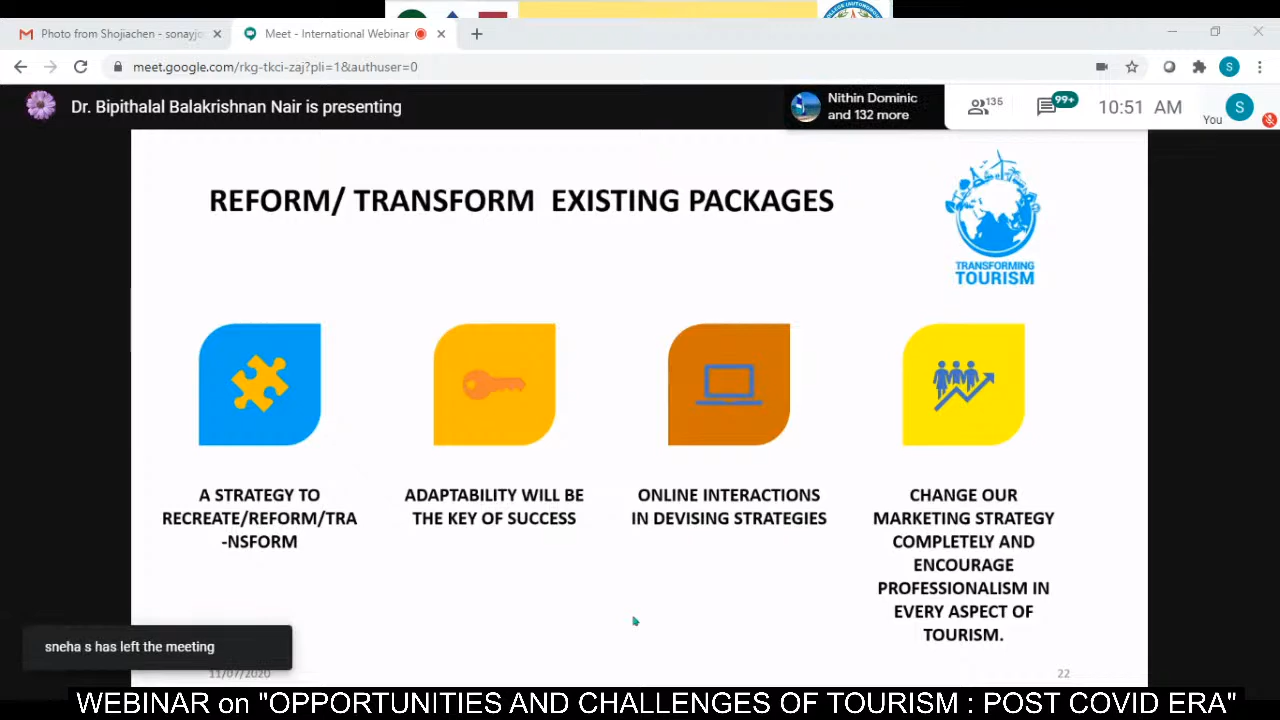 COLLEGE (AUTONOMOUS)
Photo from Shojiachen - sonayjo
Meet - International Webinar
meet.google.com/rkg-tkci-zaj?pli=1&authuser=0
S
Dr. Bipithalal Balakrishnan Nair is presenting
Nithin Dominic
and 132 more
135
99+
10:51 AM
You
S
REFORM/ TRANSFORM EXISTING PACKAGES
TRANSFORMING
TOURISM
A STRATEGY TO
RECREATE/REFORM/TRA
-NSFORM
ADAPTABILITY WILL BE
THE KEY OF SUCCESS
ONLINE INTERACTIONS
IN DEVISING STRATEGIES
CHANGE OUR
MARKETING STRATEGY
COMPLETELY AND
ENCOURAGE
PROFESSIONALISM IN
EVERY ASPECT OF
TOURISM.
sneha s has left the meeting
11/07/2020
22
WEBINAR on "OPPORTUNITIES AND CHALLENGES OF TOURISM : POST COVID ERA"